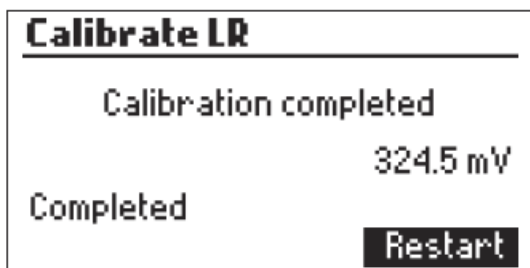 Calibrate LR
Calibration completed
324.5 mV
Completed
Restart